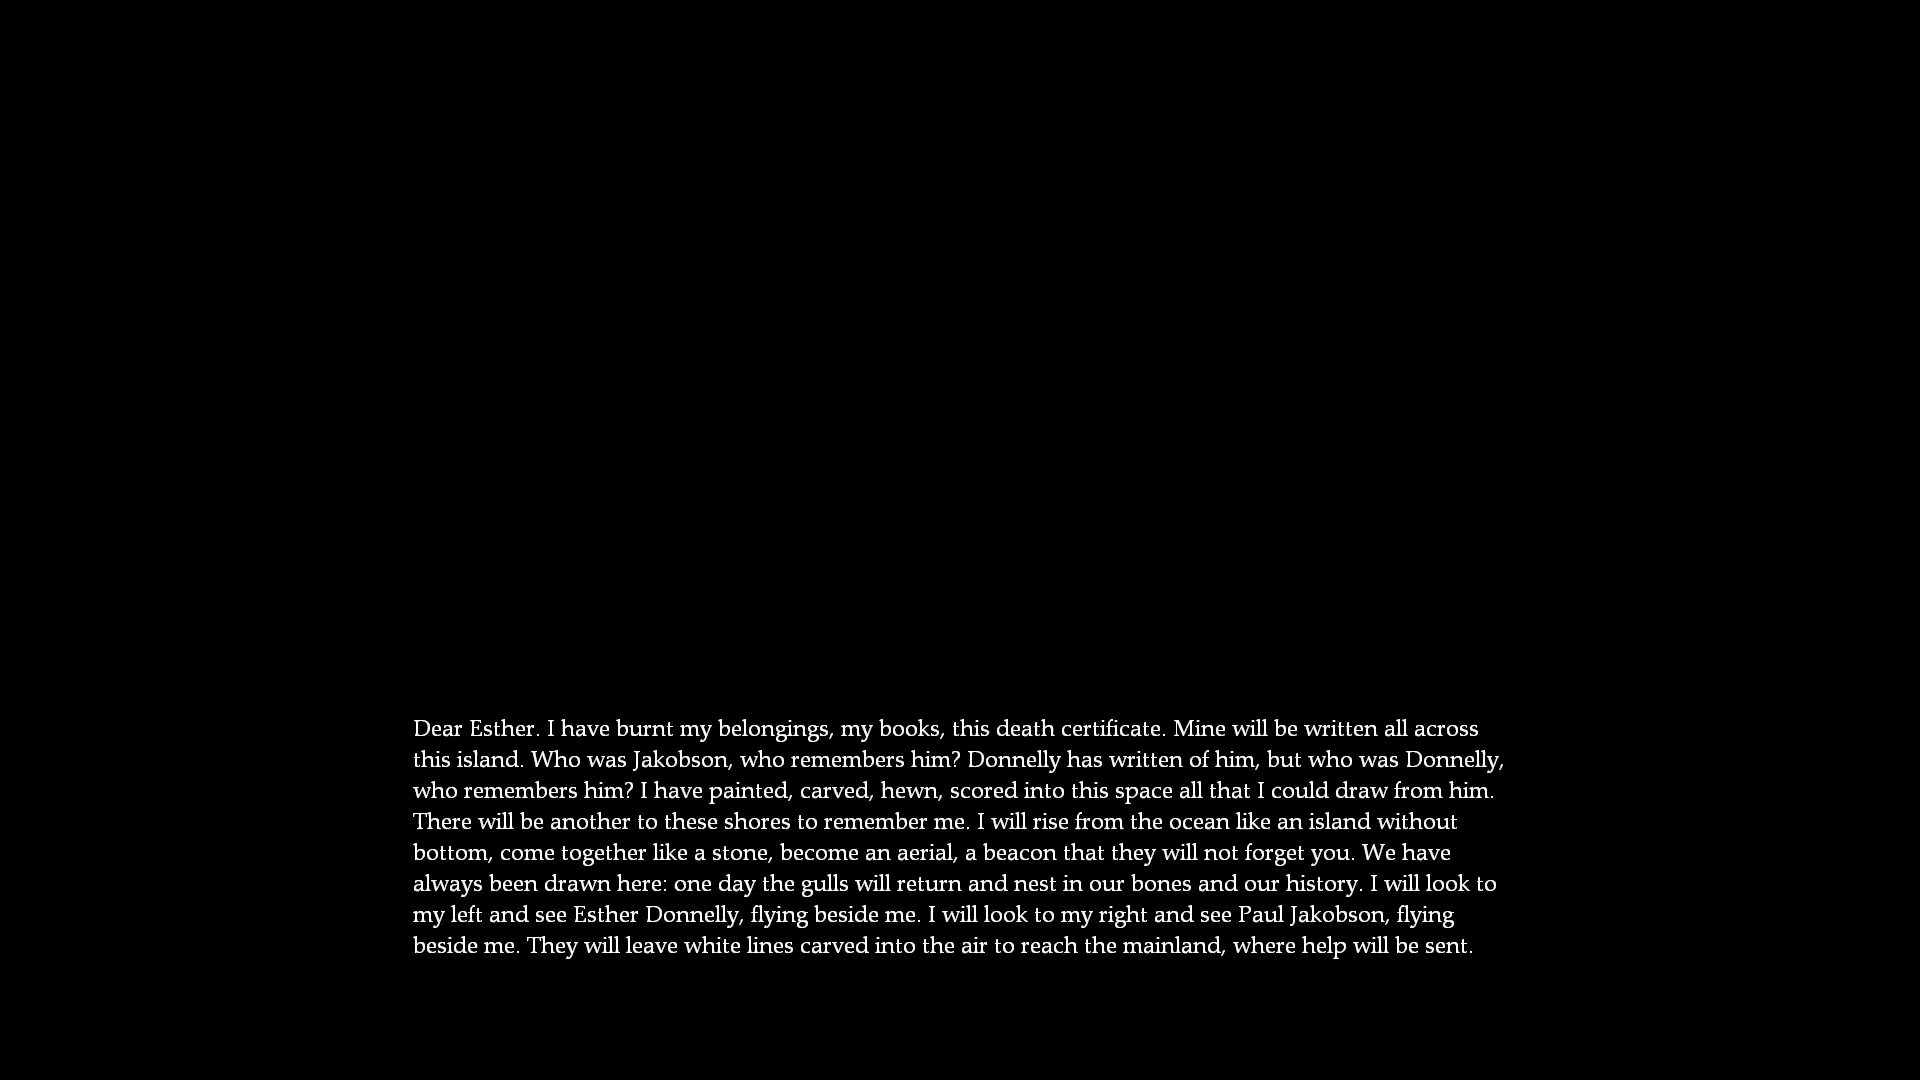 Dear Esther. I have burnt my belongings, my books, this death certificate. Mine will be written all across
this island. Who was Jakobson, who remembers him? Donnelly has written of him, but who was Donnelly,
who remembers him? I have painted, carved, hewn, scored into this space all that I could draw from him.
There will be another to these shores to remember me. I will rise from the ocean like an island without
bottom, come together like a stone, become an aerial, a beacon that they will not forget you. We have
always been drawn here: one day the gulls will return and nest in our bones and our history. I will look to
my left and see Esther Donnelly, flying beside me. I will look to my right and see Paul Jakobson, flying
beside me. They will leave white lines carved into the air to reach the mainland, where help will be sent.